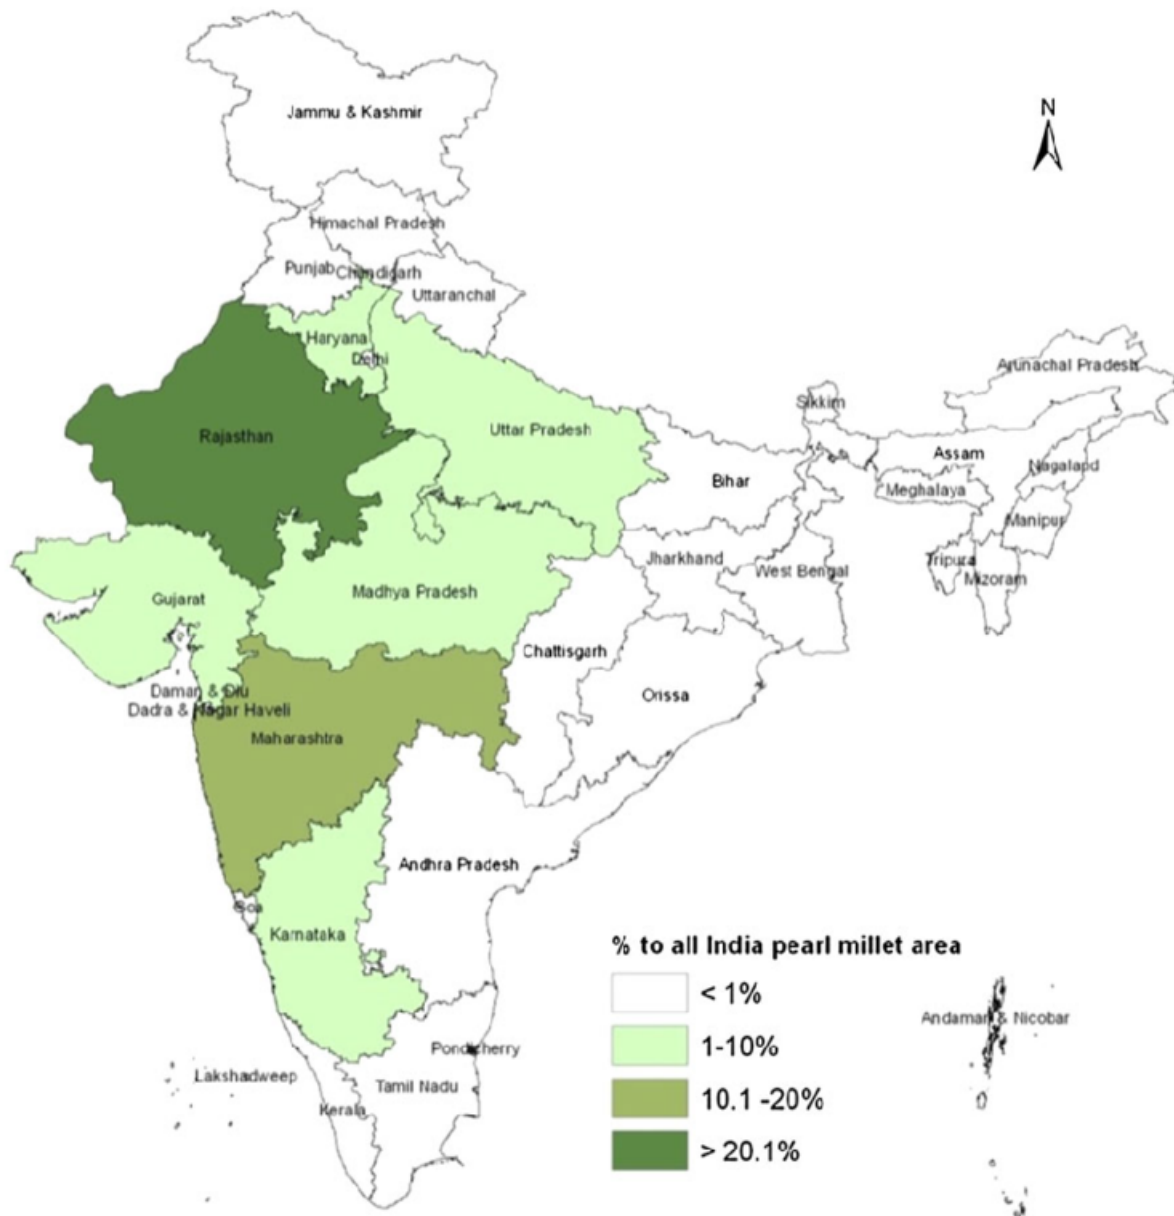 N
Jammu & Kashmir
Himachal Pradesh
Punjab
Chandigarh
Uttaranchal
Haryana
Delhi
Arunachal Pradesh
Sikkim
Rajasthan
Uttar Pradesh
Assam
Nagaland
Bihar
Meghalaya
Manipur
Jharkhand
West Bengal
Tripura
Mizoram
Gujarat
Madhya Pradesh
Chattisgarh
Orissa
Daman & Diu
Dadra & Nagar Haveli
Maharashtra
Andhra Pradesh
Goa
Karnataka
% to all India pearl millet area
< 1%
1-10%
10.1 -20%
> 20.1%
Andaman & Nicobar
Pondicherry
Lakshadweep
Tamil Nadu
Kerala